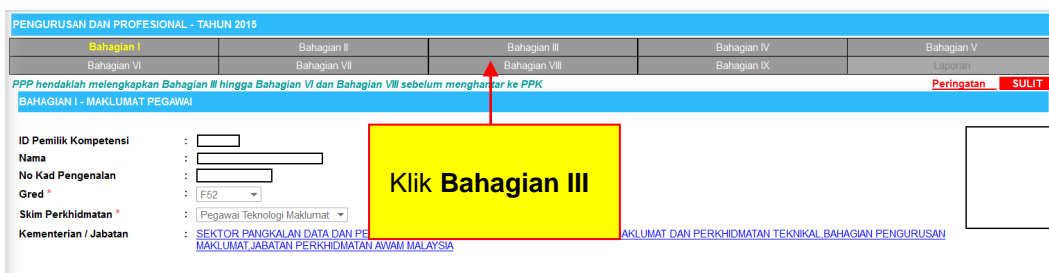 PENGURUSAN DAN PROFESIONAL - TAHUN 2015
Bahagian I Bahagian II Bahagian III Bahagian IV Bahagian V
Bahagian VI Bahagian VII Bahagian VIII Bahagian IX Laporan
PPP hendaklah melengkapkan Bahagian III hingga Bahagian VI dan Bahagian VIII sebelum menghantar ke PPK Peringatan SULIT
BAHAGIAN I - MAKLUMAT PEGAWAI
ID Pemilik Kompetensi :
Nama :
No Kad Pengenalan :
Gred * : F52
Skim Perkhidmatan * : Pegawai Teknologi Maklumat
Kementerian / Jabatan : SEKTOR PANGKALAN DATA DAN MAKLUMAT DAN PERKHIDMATAN TEKNIKAL,BAHAGIAN PENGURUSAN
MAKLUMAT,JABATAN PERKHIDMATAN AWAM MALAYSIA
Klik Bahagian III